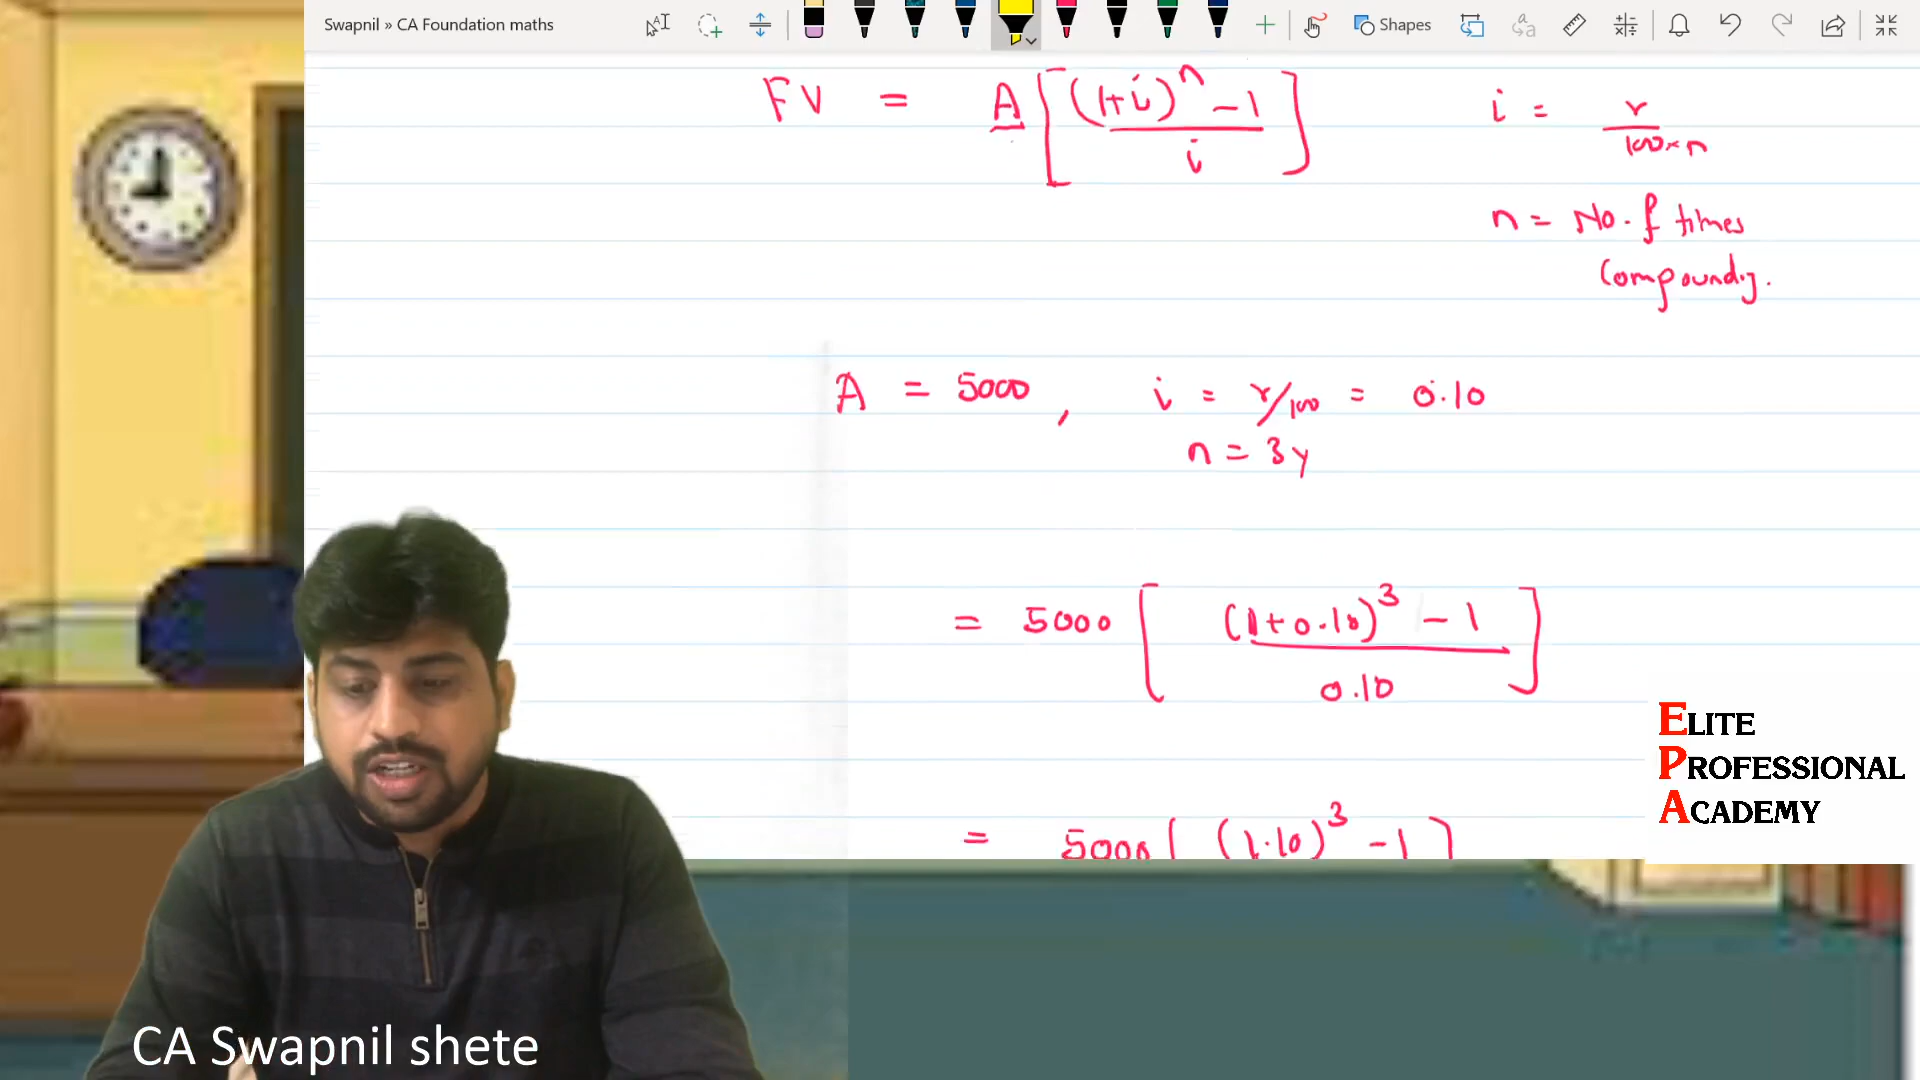 Swapnil » CA Foundation maths
Shapes
FV = A [ (1+i)^n - 1 / i ]
i = r / 100×n
n = No. of times
compoundig.
A = 5000 , i = r/100 = 0.10
n = 3y
= 5000 [ (1+0.10)^3 - 1 / 0.10 ]
= 5000 [ (1.10)^3 - 1 ]
ELITE
PROFESSIONAL
ACADEMY
CA Swapnil shete